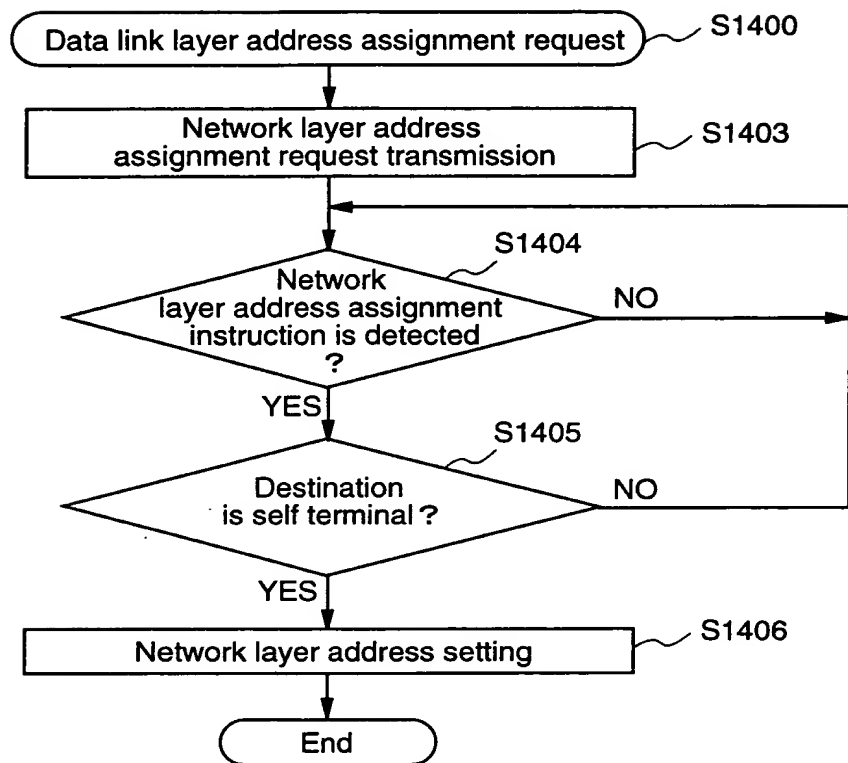 Data link layer address assignment request
S1400
Network layer address
assignment request transmission
S1403
S1404
Network
layer address assignment
instruction is detected
?
NO
YES
S1405
Destination
is self terminal ?
NO
YES
Network layer address setting
S1406
End